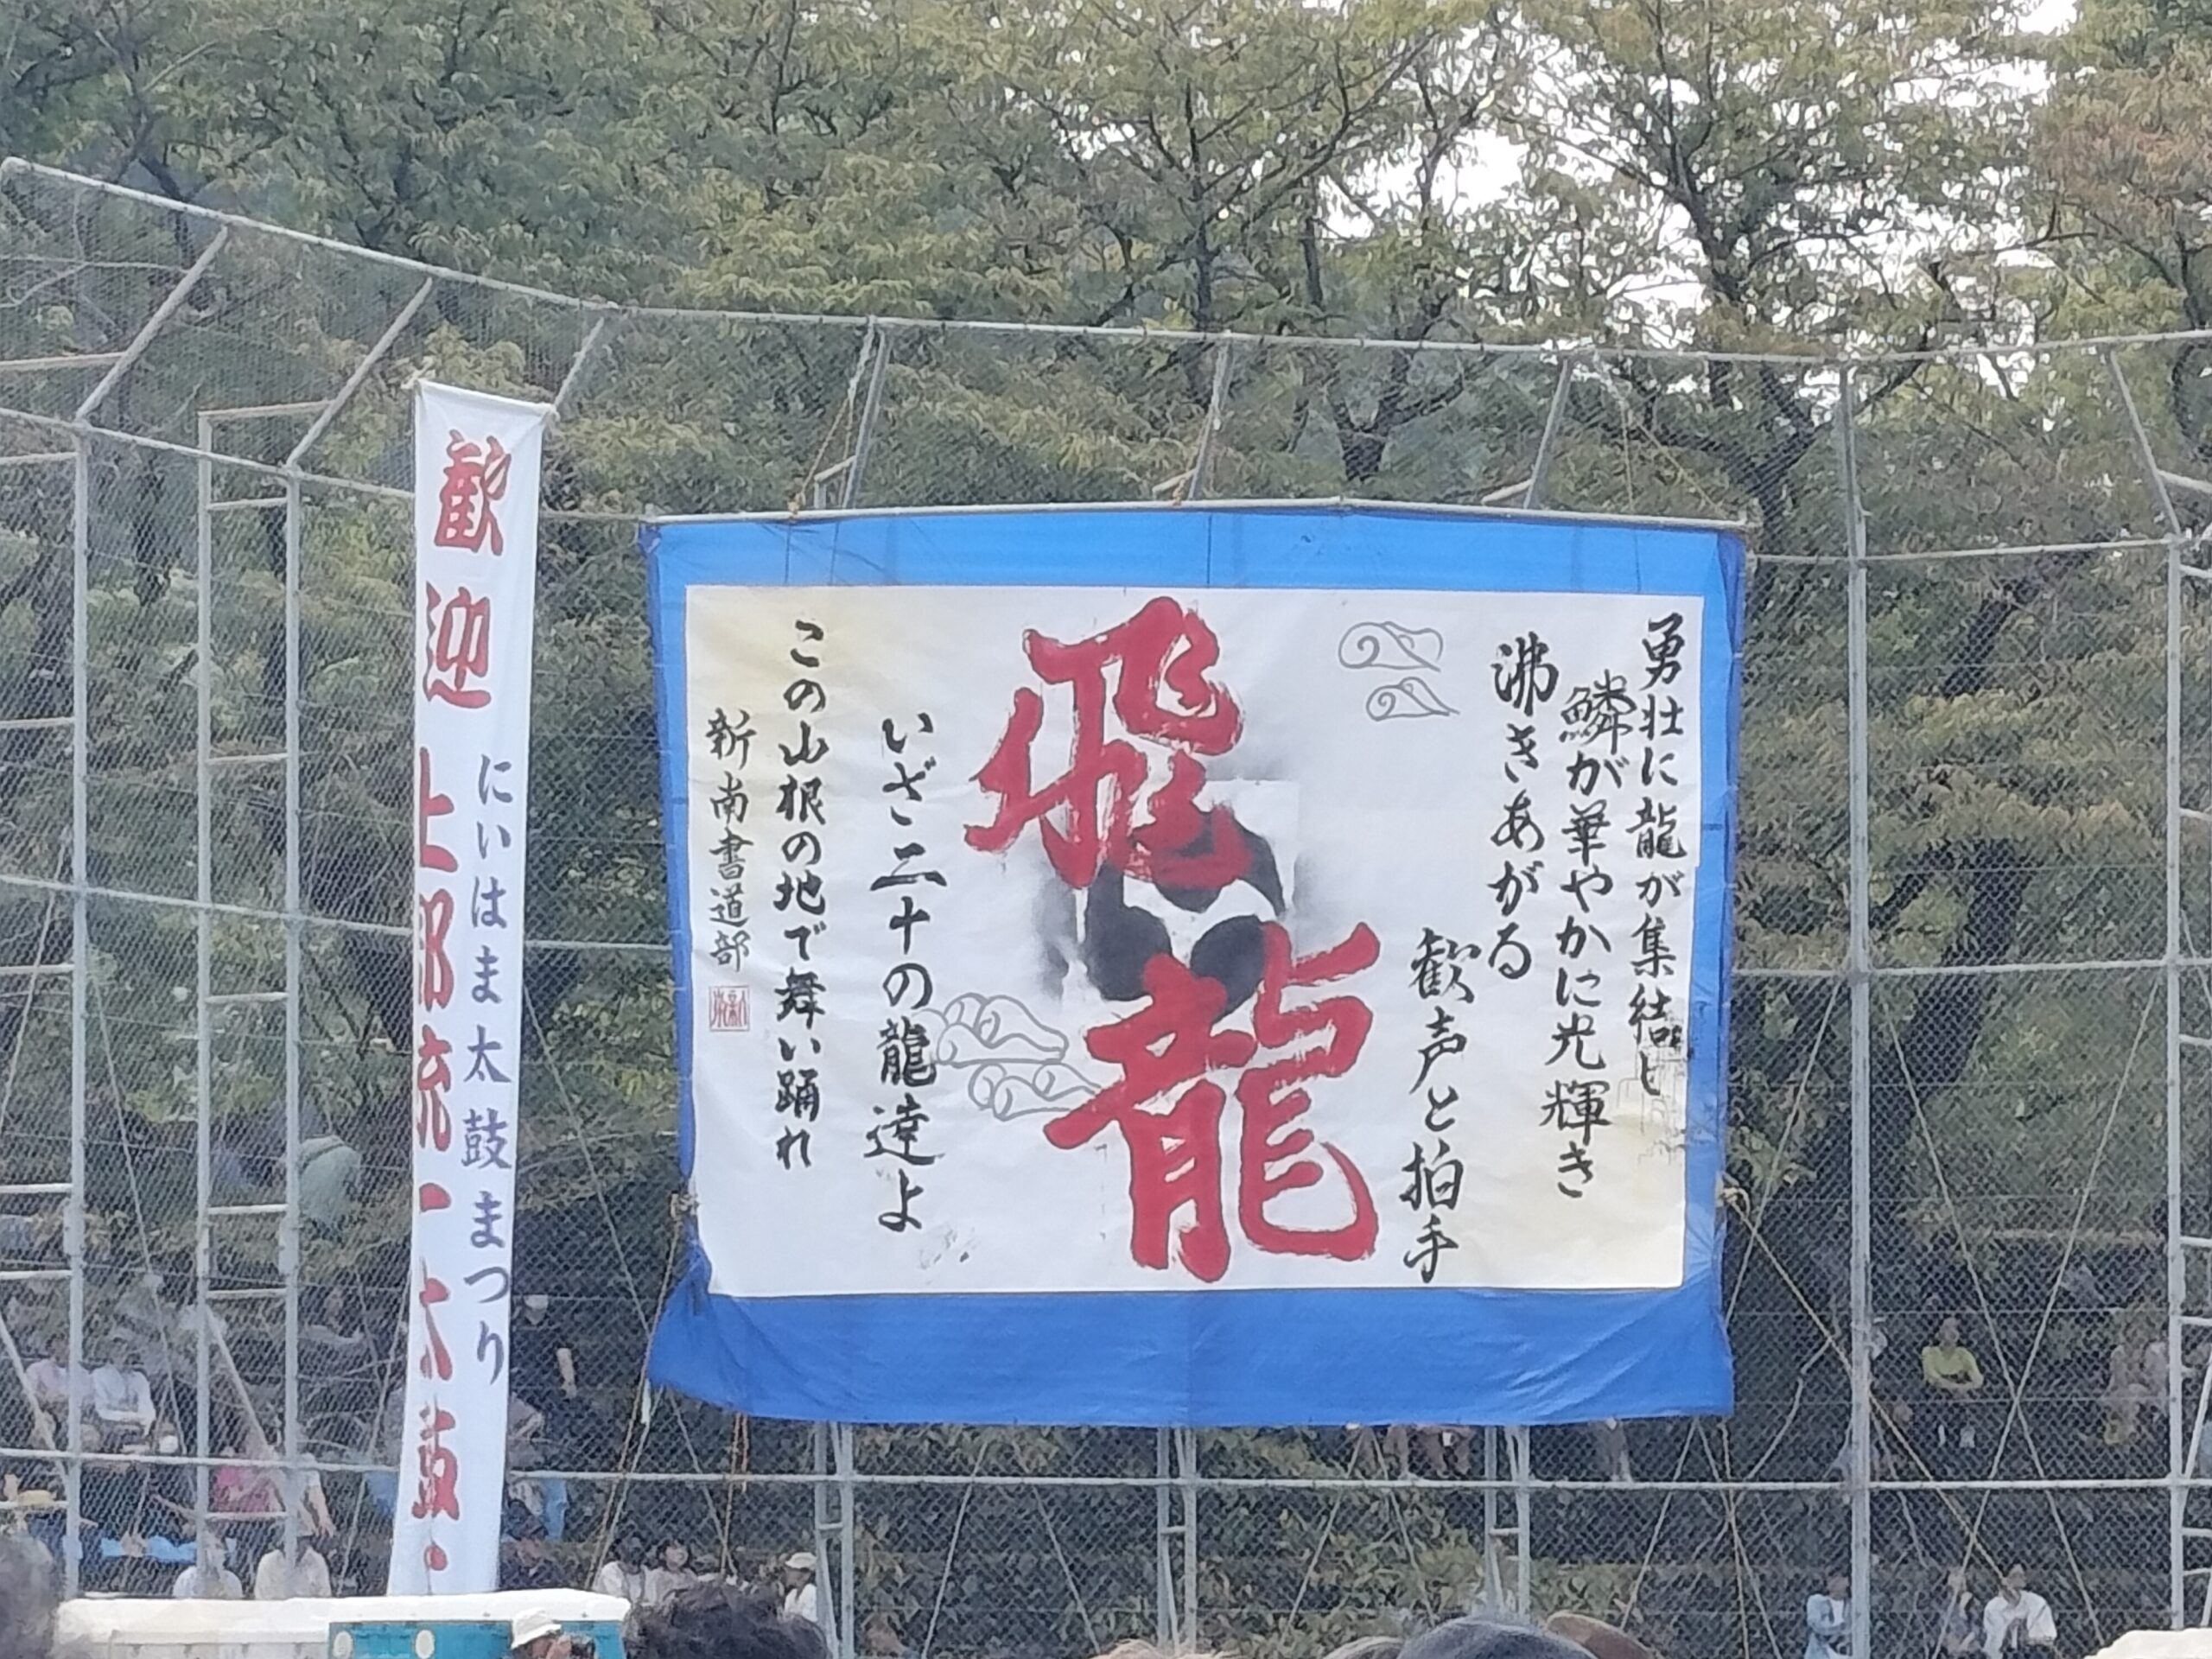 勇壮に龍が集結し
鱗が華やかに光輝き
沸きあがる
歓声と拍手
飛龍
いざ二十の龍達よ
この山根の地で舞い踊れ
新南書道部
にいはま太鼓まつり
歓迎上部